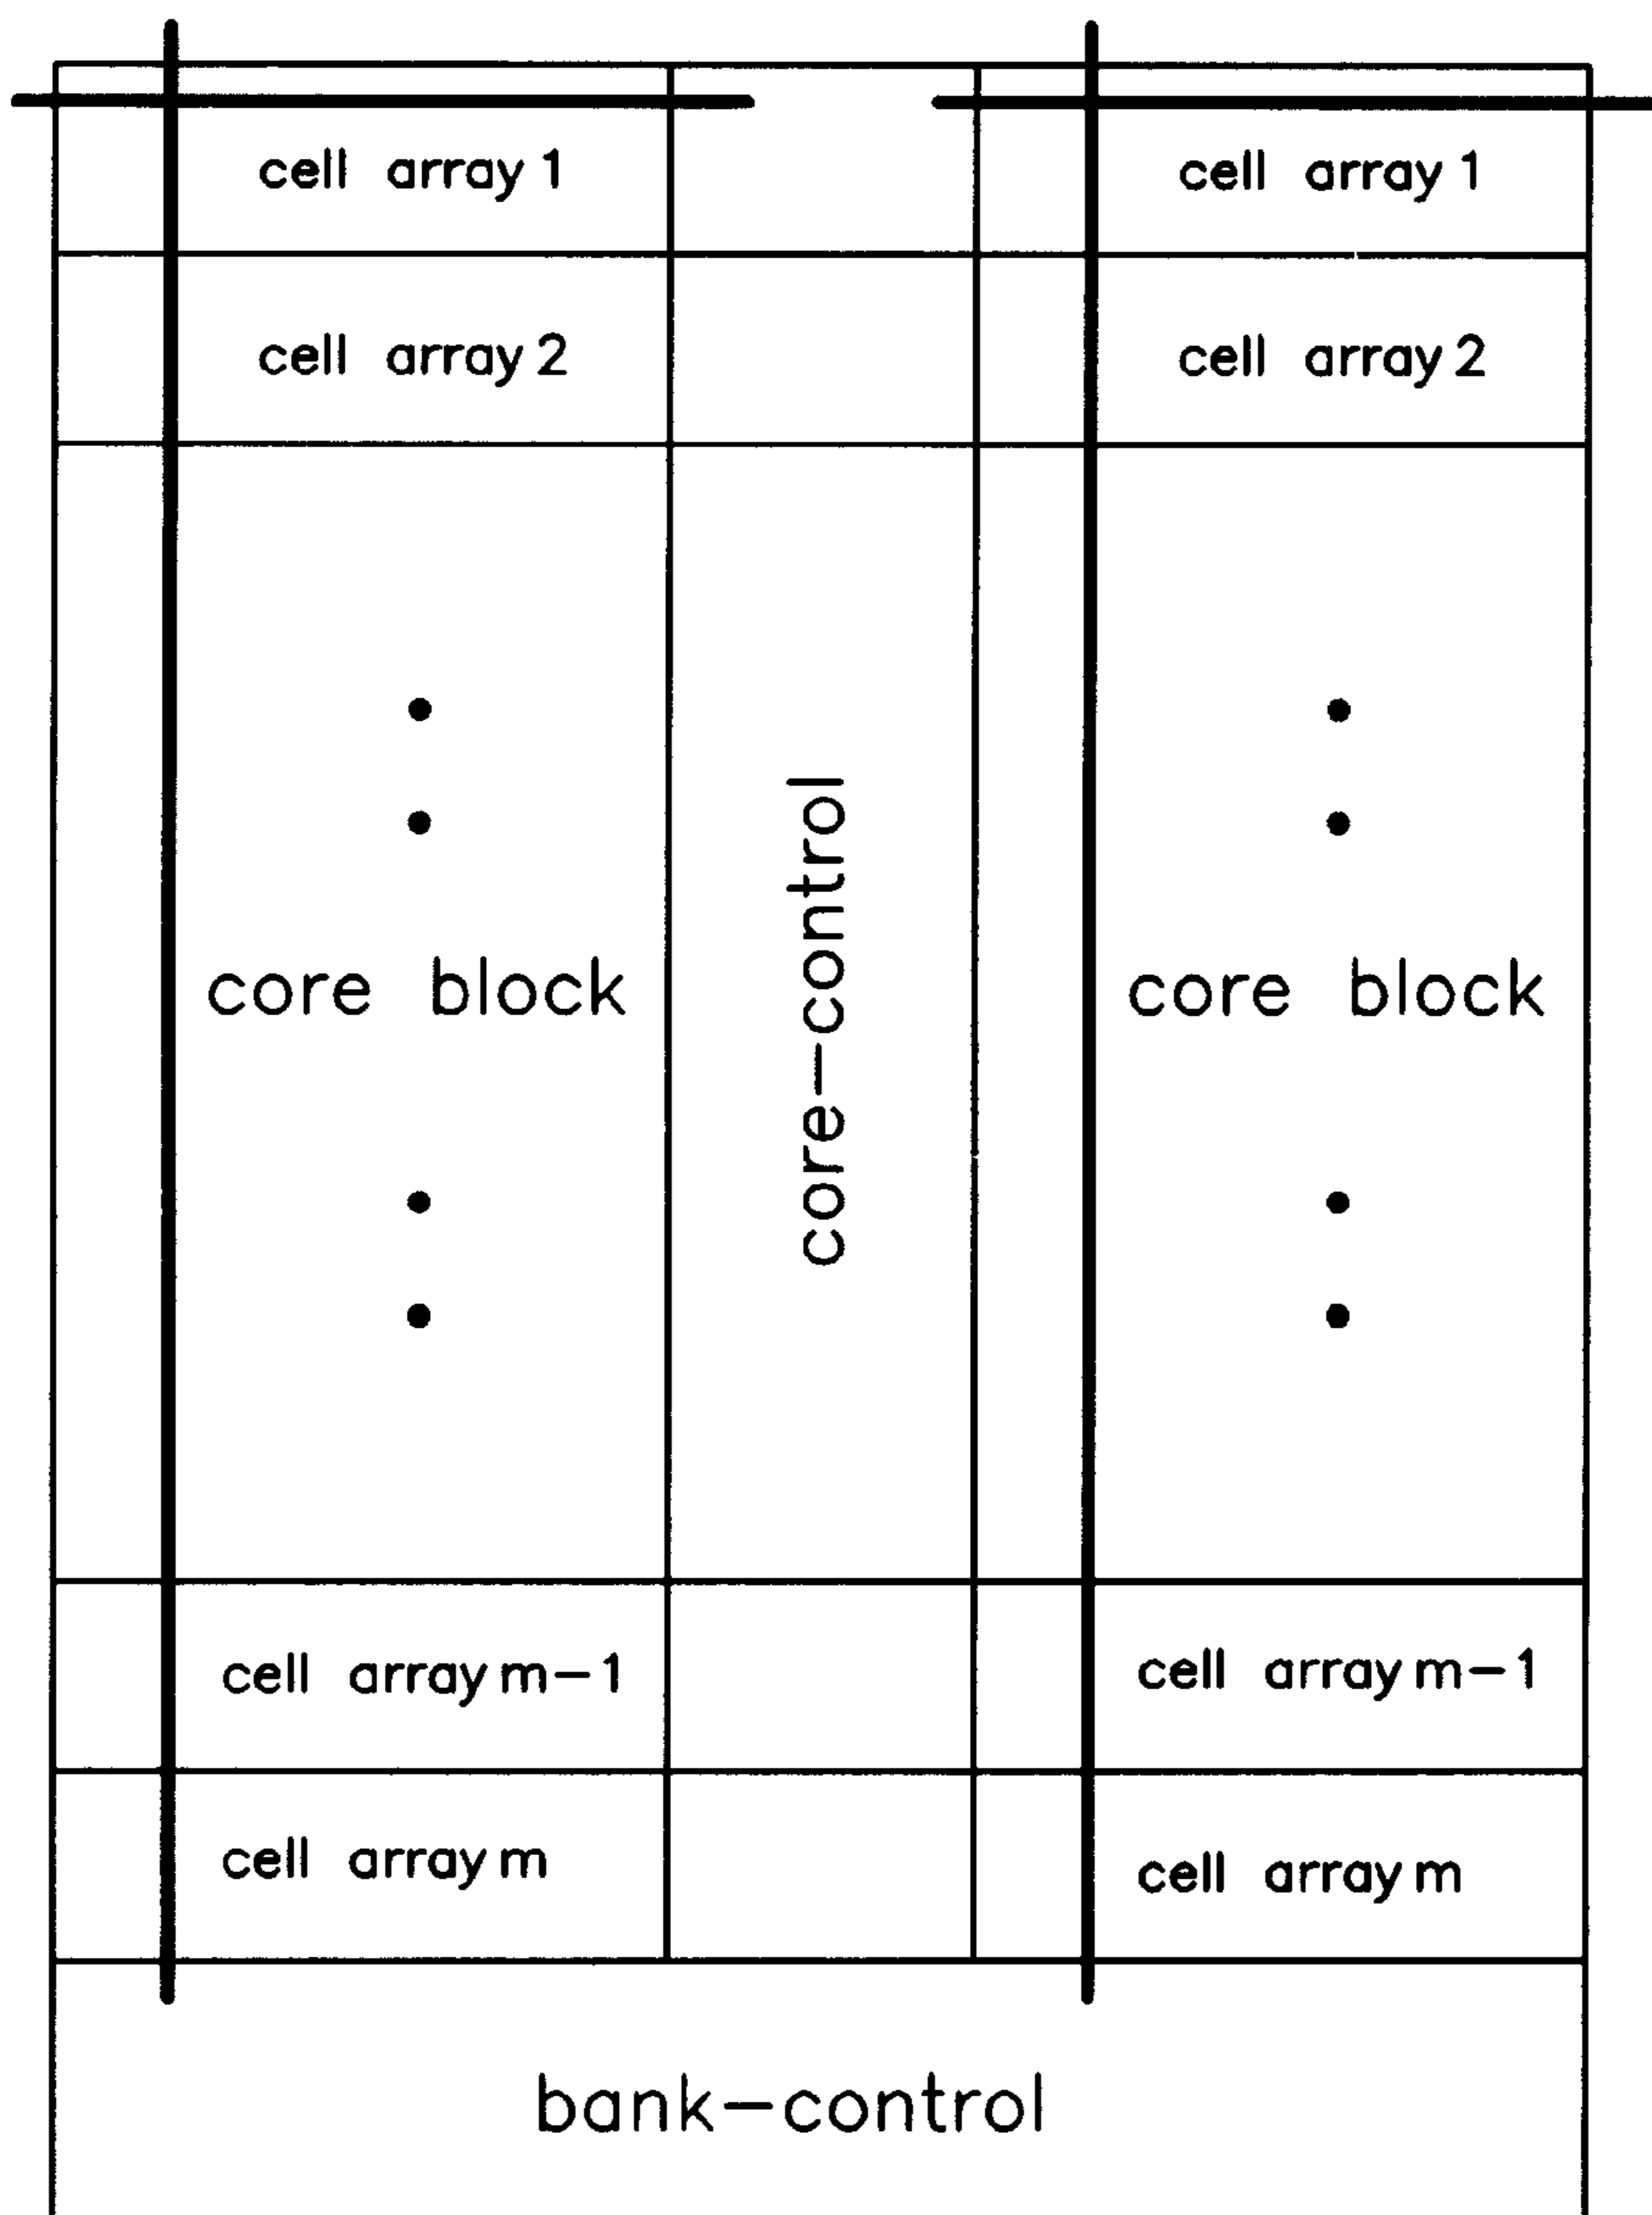 cell array 1
cell array 1
cell array 2
cell array 2
core block
core-control
core block
cell array m-1
cell array m-1
cell array m
cell array m
bank-control